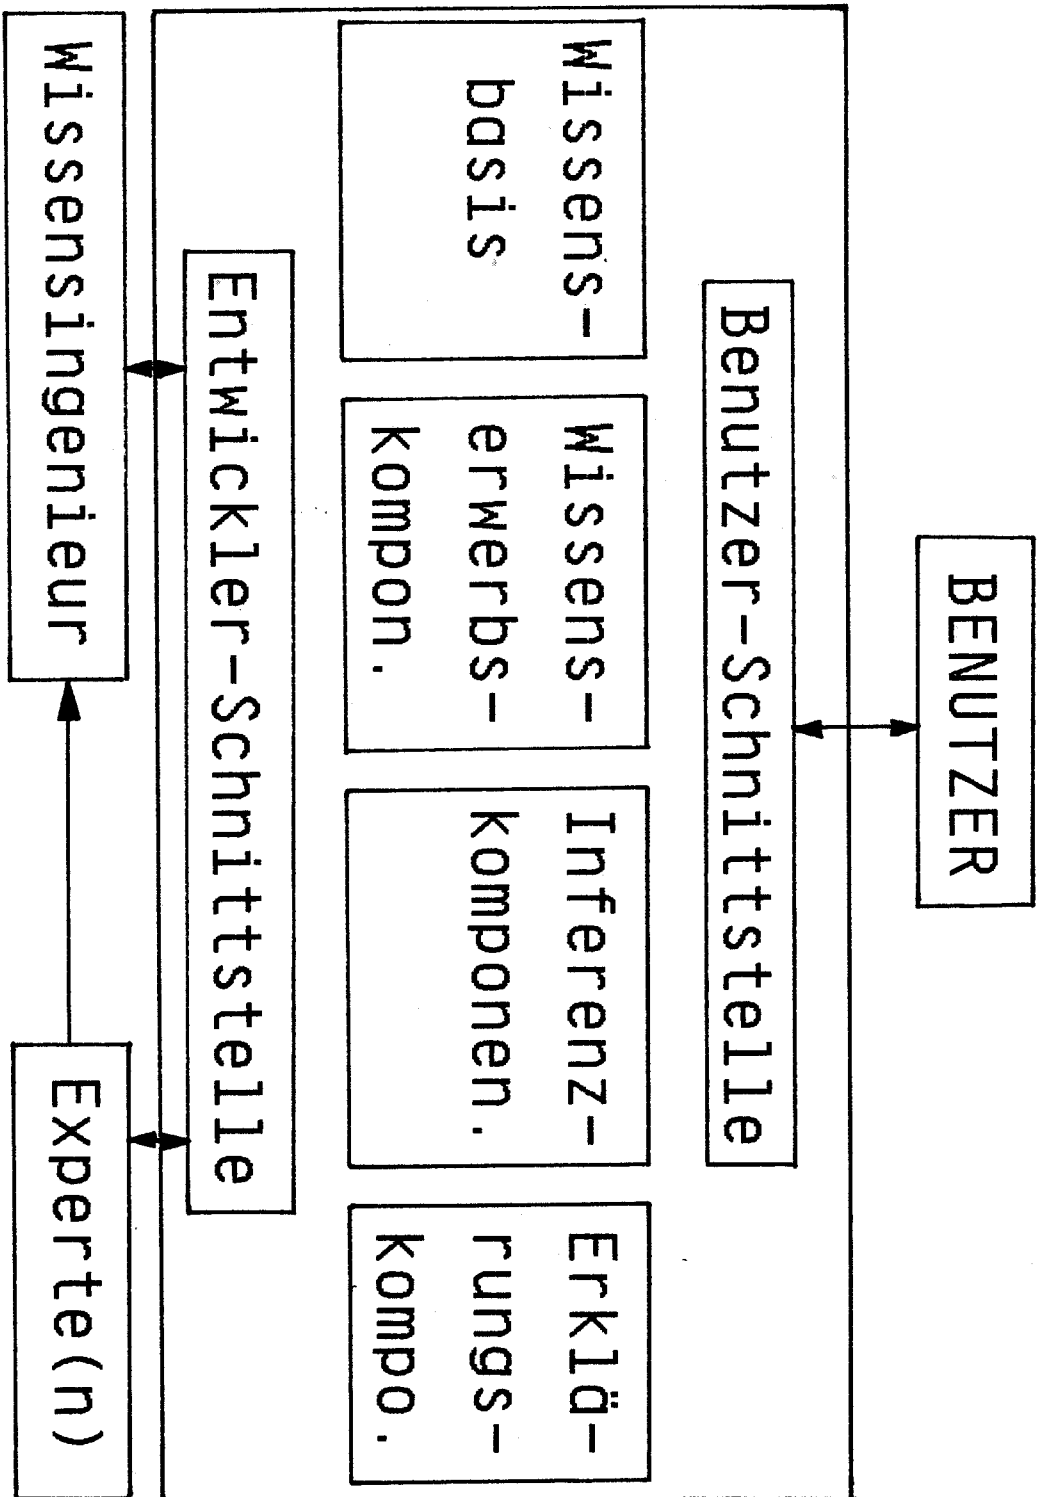 BENUTZER
Benutzer-Schnittstelle
Wissens-
basis
Wissens-
erwerbs-
kompon.
Inferenz-
komponen.
Erklä-
rungs-
kompo.
Entwickler-Schnittstelle
Wissensingenieur
Experte(n)